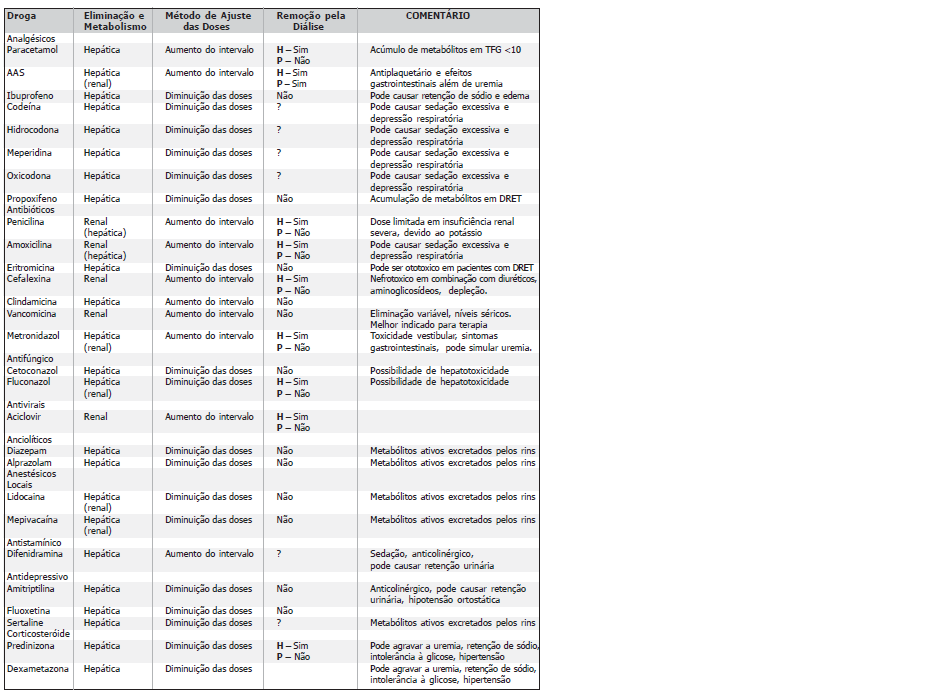 Droga Eliminação e Método de Ajuste Remoção pela COMENTÁRIO
Metabolismo das Doses Diálise
Analgésicos
Paracetamol Hepática Aumento do intervalo H – Sim Acúmulo de metabólitos em TFG <10
P – Não
AAS Hepática Aumento do intervalo H – Sim Antiplaquetário e efeitos
(renal) P – Sim gastrointestinais além de uremia
Ibuprofeno Hepática Diminuição das doses Não Pode causar retenção de sódio e edema
Codeína Hepática Diminuição das doses ? Pode causar sedação excessiva e
depressão respiratória
Hidrocodona Hepática Diminuição das doses ? Pode causar sedação excessiva e
depressão respiratória
Meperidina Hepática Diminuição das doses ? Pode causar sedação excessiva e
depressão respiratória
Oxicodona Hepática Diminuição das doses ? Pode causar sedação excessiva e
depressão respiratória
Propoxifeno Hepática Diminuição das doses Não Acumulação de metabólitos em DRET
Antibióticos
Penicilina Renal Aumento do intervalo H – Sim Dose limitada em insuficiência renal
(hepática) P – Não severa, devido ao potássio
Amoxicilina Renal Aumento do intervalo H – Sim Pode causar sedação excessiva e
(hepática) P – Não depressão respiratória
Eritromicina Hepática Diminuição das doses Não Pode ser ototoxico em pacientes com DRET
Cefalexina Renal Aumento do intervalo H – Sim Nefrotoxico em combinação com diuréticos,
P – Não aminoglicosídeos, depleção.
Clindamicina Hepática Aumento do intervalo Não
Vancomicina Renal Aumento do intervalo Não Eliminação variável, níveis séricos.
Melhor indicado para terapia
Metronidazol Hepática Aumento do intervalo H – Sim Toxicidade vestibular, sintomas
(renal) P – Não gastrointestinais, pode simular uremia.
Antifúngico
Cetoconazol Hepática Diminuição das doses Não Possibilidade de hepatotoxicidade
Fluconazol Hepática Diminuição das doses H – Sim Possibilidade de hepatotoxicidade
(renal) P – Não
Antivirais
Aciclovir Renal Aumento do intervalo H – Sim
P – Não
Anciolíticos
Diazepam Hepática Diminuição das doses Não Metabólitos ativos excretados pelos rins
Alprazolam Hepática Diminuição das doses Não Metabólitos ativos excretados pelos rins
Anestésicos
Locais
Lidocaina Hepática Diminuição das doses Não Metabólitos ativos excretados pelos rins
(renal)
Mepivacaína Hepática Diminuição das doses Não Metabólitos ativos excretados pelos rins
(renal)
Antistamínico
Difenidramina Hepática Aumento do intervalo ? Sedação, anticolinérgico,
pode causar retenção urinária
Antidepressivo
Amitriptilina Hepática Diminuição das doses Não Anticolinérgico, pode causar retenção
urinária, hipotensão ortostática
Fluoxetina Hepática Diminuição das doses Não
Sertaline Hepática Diminuição das doses ? Metabólitos ativos excretados pelos rins
Corticosteróide
Predinizona Hepática Diminuição das doses H – Sim Pode agravar a uremia, retenção de sódio,
P – Não intolerância à glicose, hipertensão
Dexametazona Hepática Diminuição das doses Pode agravar a uremia, retenção de sódio,
intolerância à glicose, hipertensão